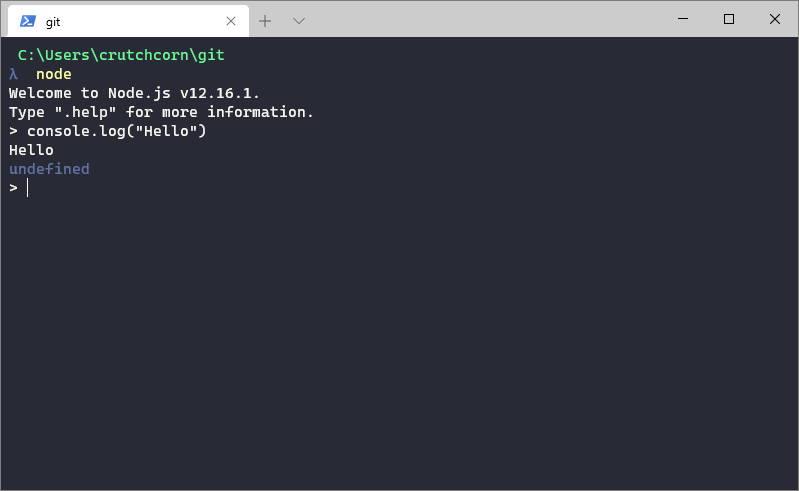 git
C:\Users\crutchcorn\git
λ  node
Welcome to Node.js v12.16.1.
Type ".help" for more information.
> console.log("Hello")
Hello
undefined
>